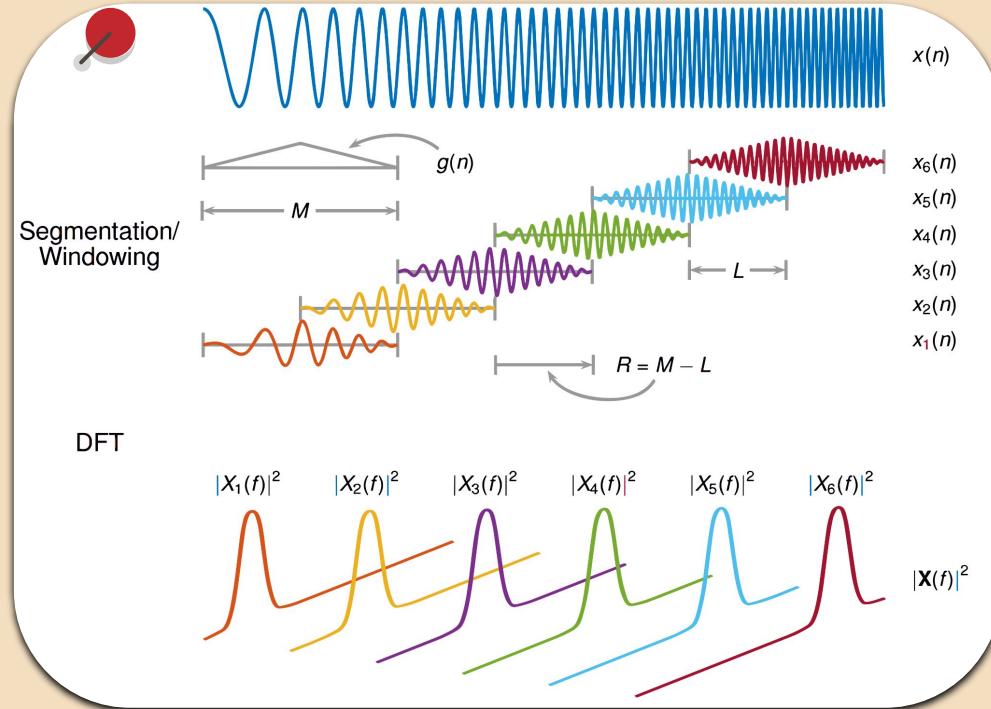 x(n)
g(n)
x₆(n)
x₅(n)
M
x₄(n)
Segmentation/
Windowing
x₃(n)
L
x₂(n)
x₁(n)
R = M − L
DFT
|X₁(f)|² |X₂(f)|² |X₃(f)|² |X₄(f)|² |X₅(f)|² |X₆(f)|²
|X(f)|²